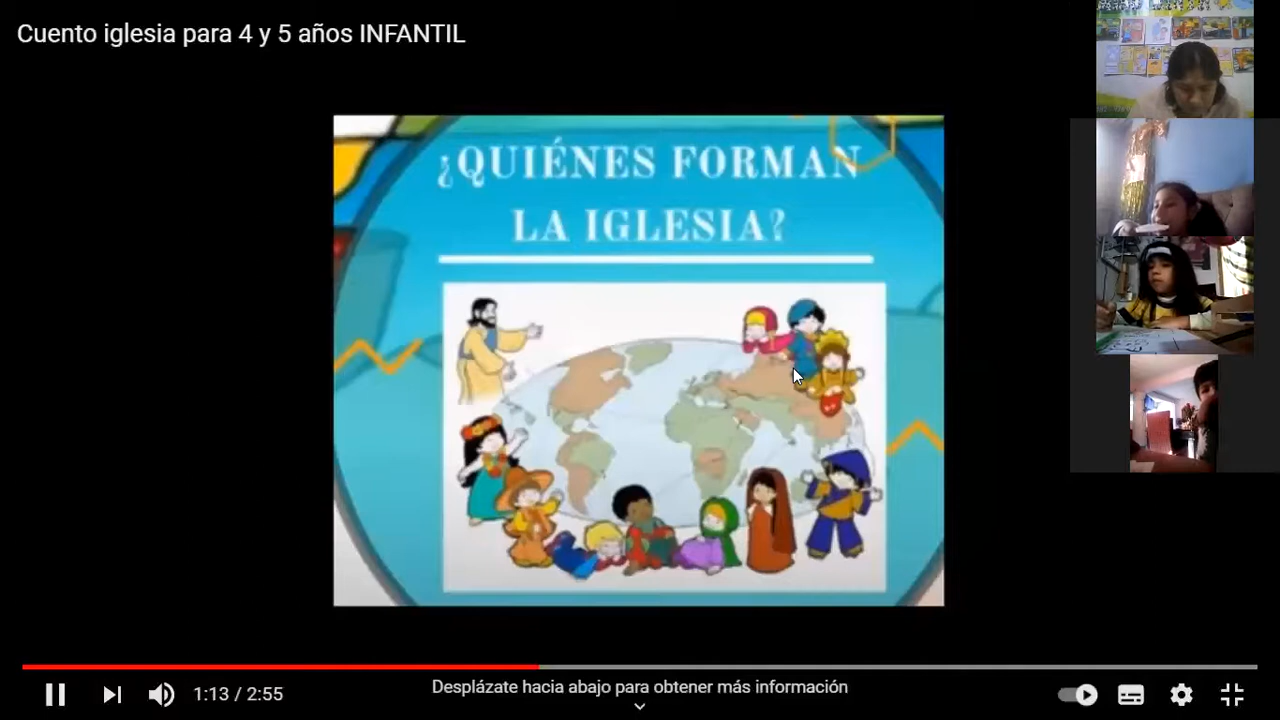 Cuento iglesia para 4 y 5 años INFANTIL
¿QUIÉNES FORMAN
LA IGLESIA?
1:13 / 2:55
Desplázate hacia abajo para obtener más información